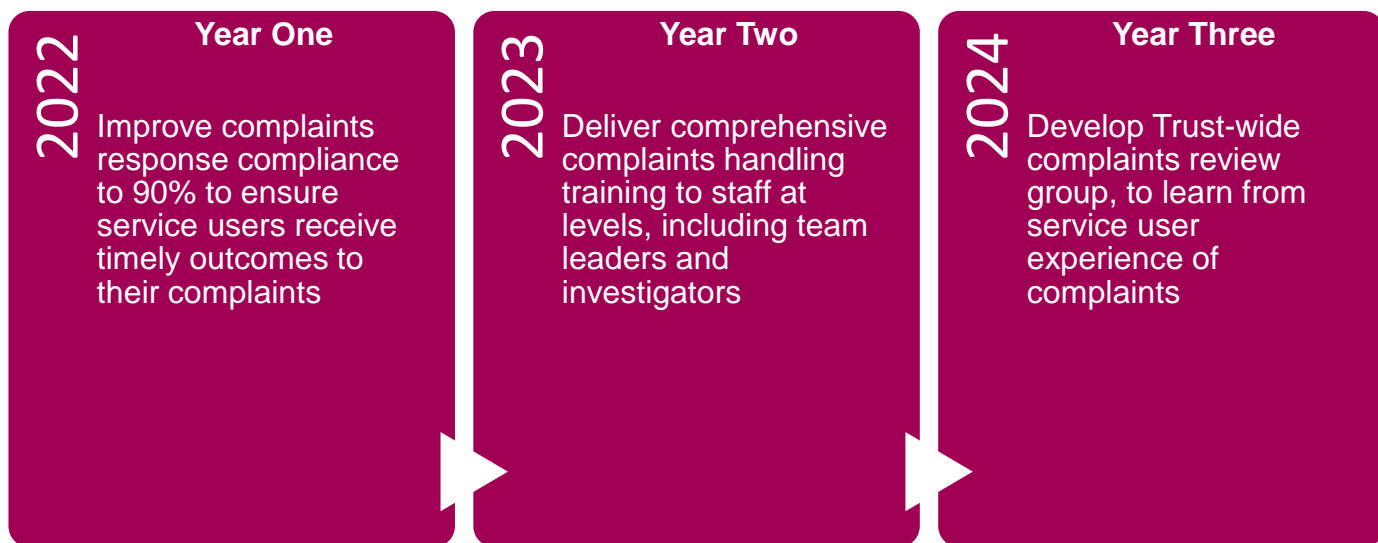 2022
Year One
Improve complaints
response compliance
to 90% to ensure
service users receive
timely outcomes to
their complaints
2023
Year Two
Deliver comprehensive
complaints handling
training to staff at
levels, including team
leaders and
investigators
2024
Year Three
Develop Trust-wide
complaints review
group, to learn from
service user
experience of
complaints